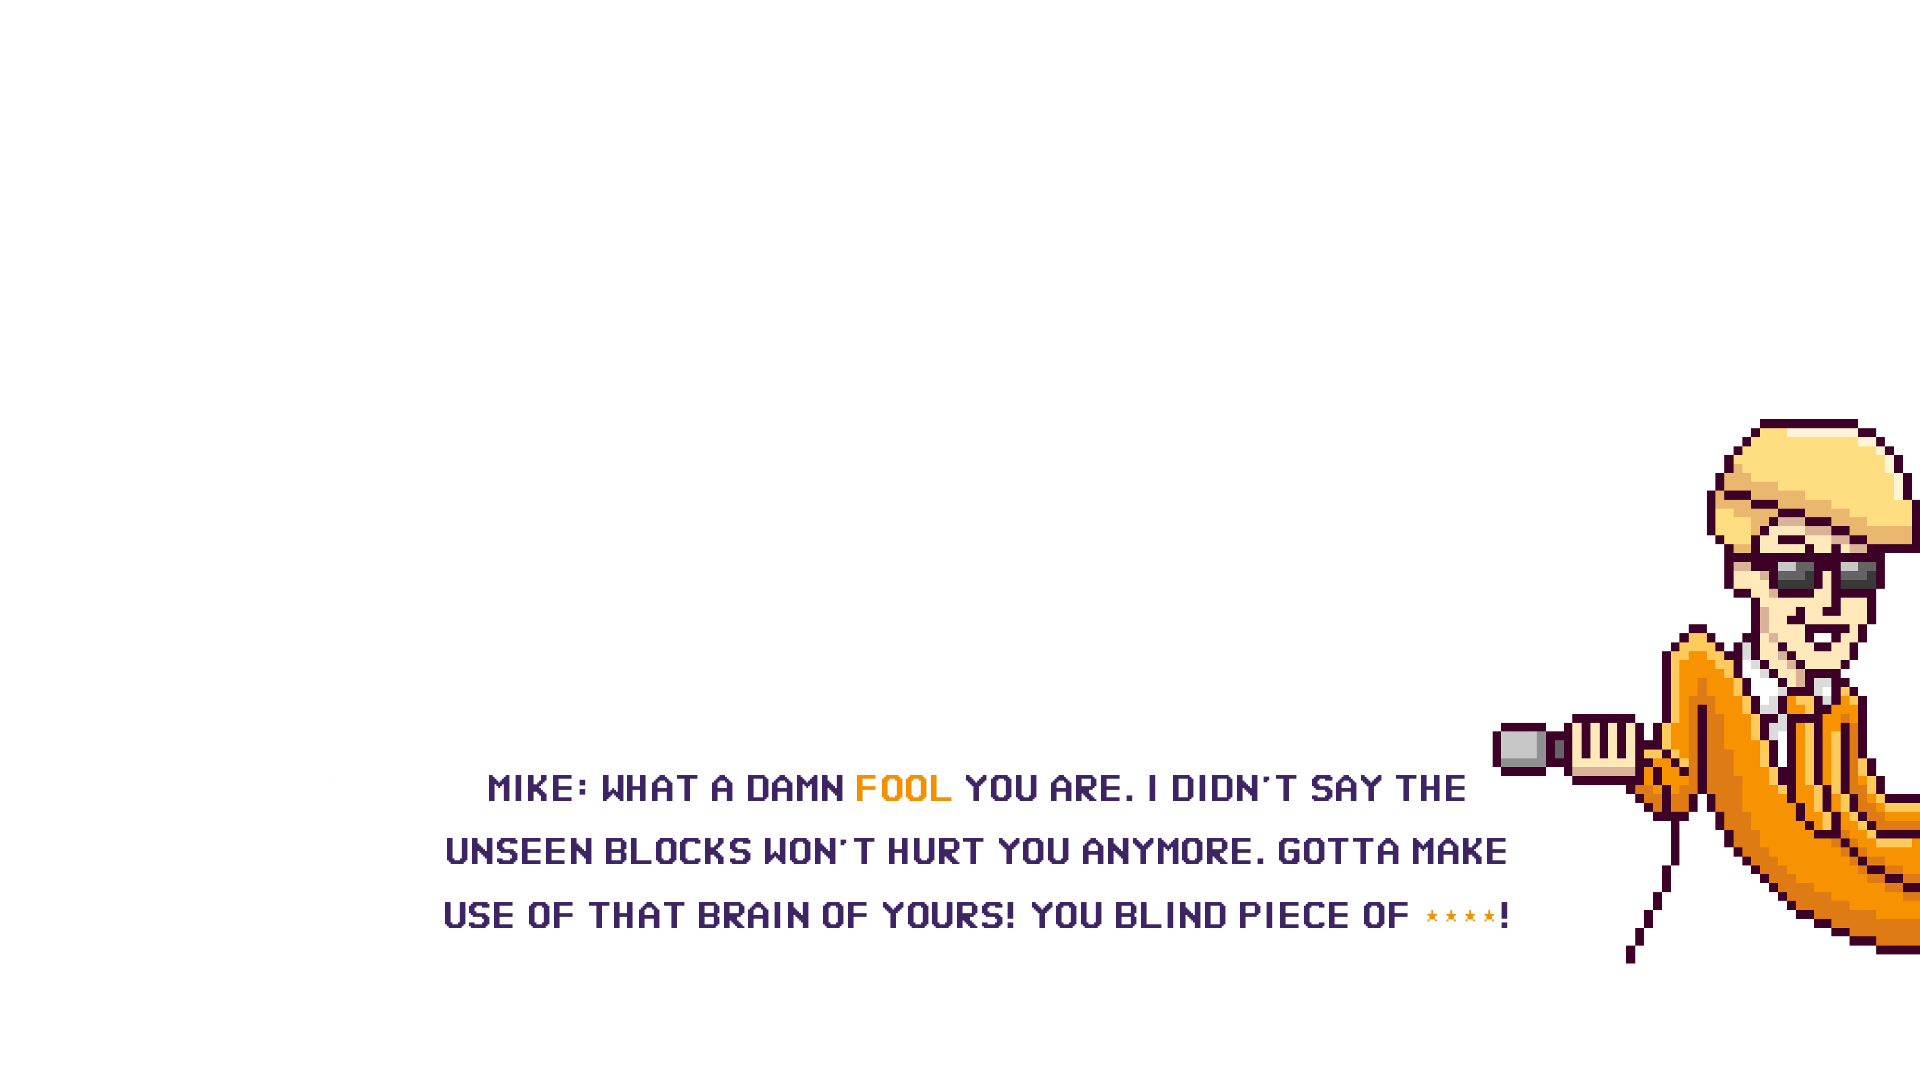 MIKE: WHAT A DAMN FOOL YOU ARE. I DIDN'T SAY THE
UNSEEN BLOCKS WON'T HURT YOU ANYMORE. GOTTA MAKE
USE OF THAT BRAIN OF YOURS! YOU BLIND PIECE OF ****!